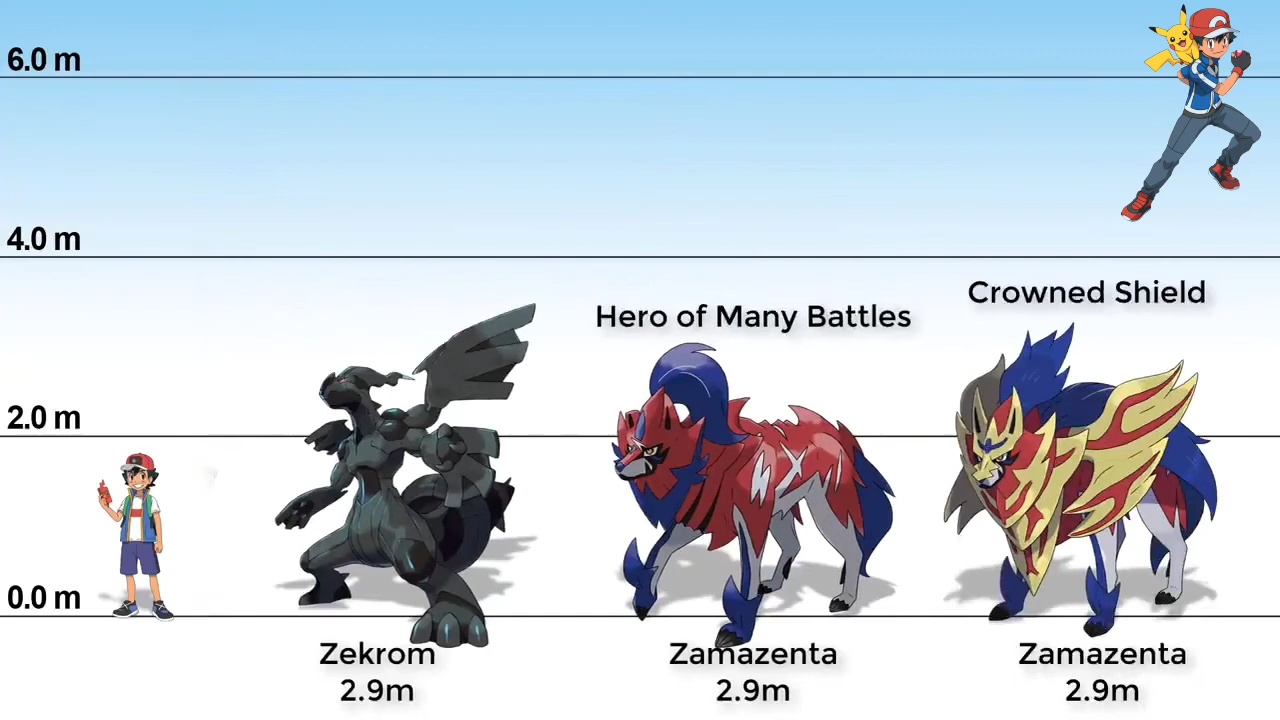 6.0 m
4.0 m
Crowned Shield
Hero of Many Battles
2.0 m
0.0 m
Zekrom
2.9m
Zamazenta
2.9m
Zamazenta
2.9m